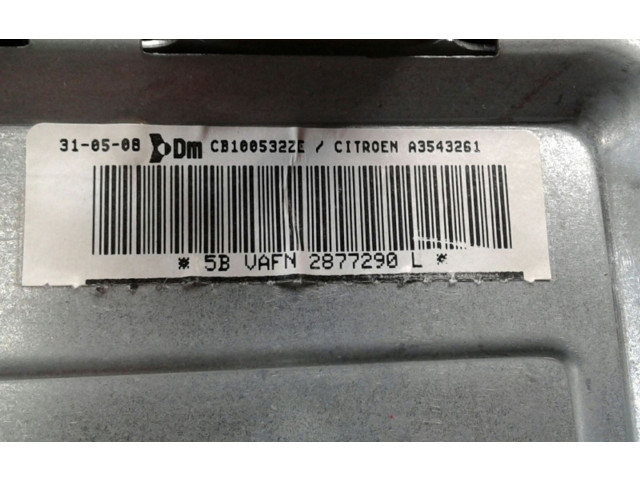 31-05-08 Dm CB100532ZE / CITROEN A3543261
* 5B VAFN 2877290 L *